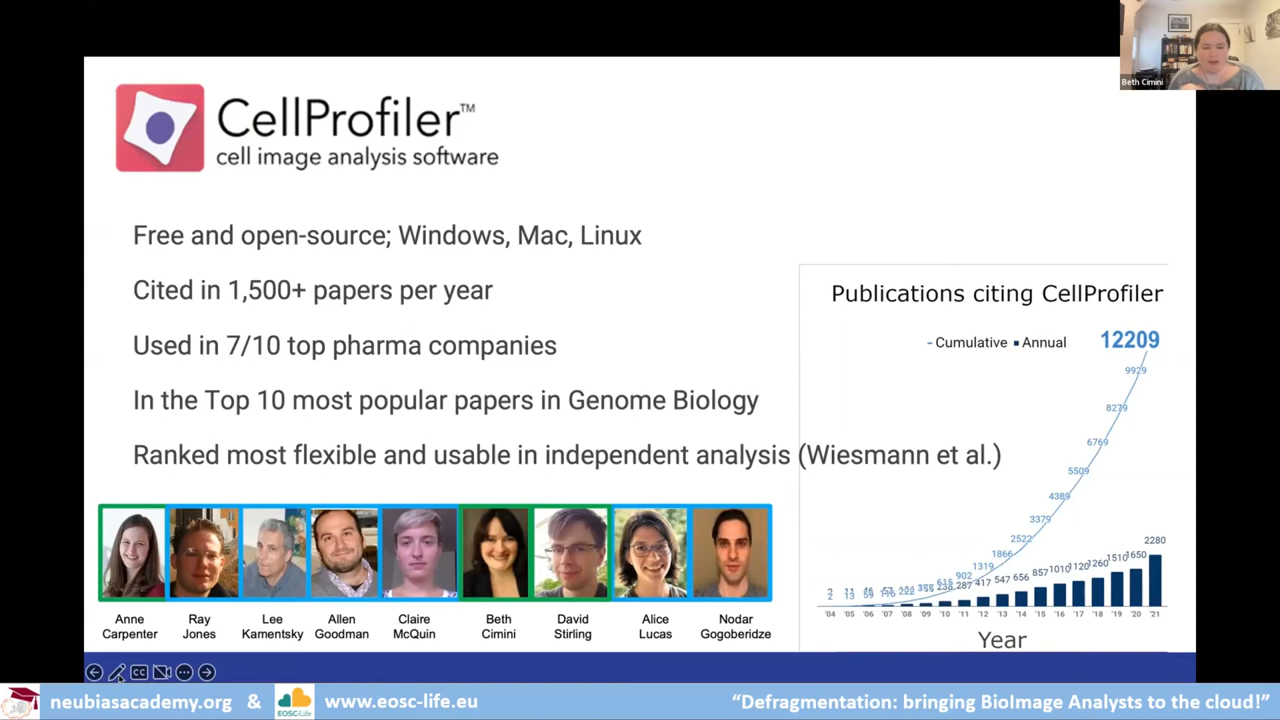 Beth Cimini
CellProfiler™
cell image analysis software
Free and open-source; Windows, Mac, Linux
Cited in 1,500+ papers per year
Used in 7/10 top pharma companies
In the Top 10 most popular papers in Genome Biology
Ranked most flexible and usable in independent analysis (Wiesmann et al.)
Publications citing CellProfiler
Cumulative Annual
12209
9929
8279
6769
5509
4389
3379
2522
1866
1319
902
615
2280
1650
1510
1260
1120
1010
857
656
547
417
287
'04 '05 '06 '07 '08 '09 '10 '11 '12 '13 '14 '15 '16 '17 '18 '19 '20 '21
Year
Anne Carpenter
Ray Jones
Lee Kamentsky
Allen Goodman
Claire McQuin
Beth Cimini
David Stirling
Alice Lucas
Nodar Gogoberidze
CC
neubiasacademy.org & EOSC-Life www.eosc-life.eu “Defragmentation: bringing BioImage Analysts to the cloud!”